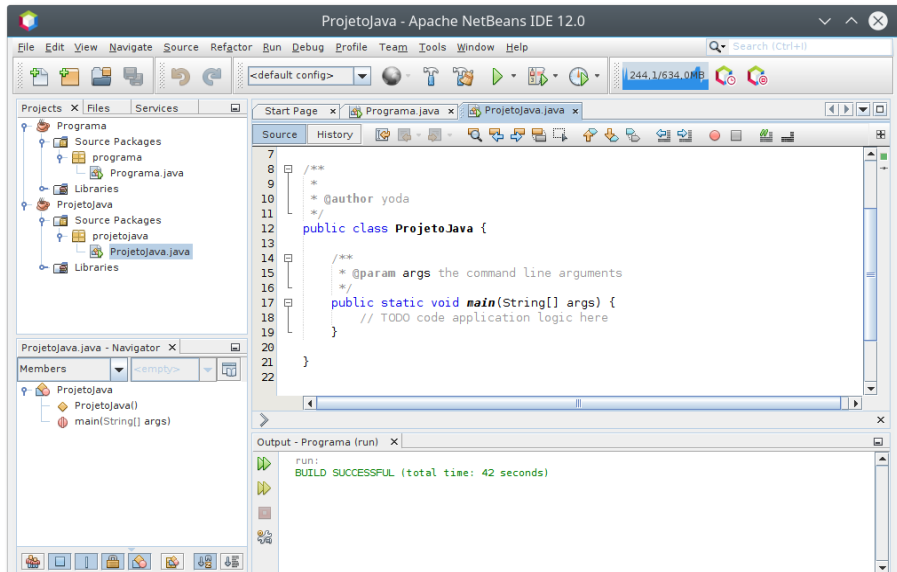 ProjetoJava - Apache NetBeans IDE 12.0
File Edit View Navigate Source Refactor Run Debug Profile Team Tools Window Help
Search (Ctrl+I)
<default config>
244,1/634,0MB
Projects Files Services
Programa
Source Packages
programa
Programa.java
Libraries
ProjetoJava
Source Packages
projetojava
ProjetoJava.java
Libraries
Start Page Programa.java ProjetoJava.java
Source History
7
8 /**
9 *
10 * @author yoda
11 */
12 public class ProjetoJava {
13
14 /**
15 * @param args the command line arguments
16 */
17 public static void main(String[] args) {
18 // TODO code application logic here
19 }
20
21 }
22
ProjetoJava.java - Navigator
Members <empty>
ProjetoJava
ProjetoJava()
main(String[] args)
Output - Programa (run)
run:
BUILD SUCCESSFUL (total time: 42 seconds)